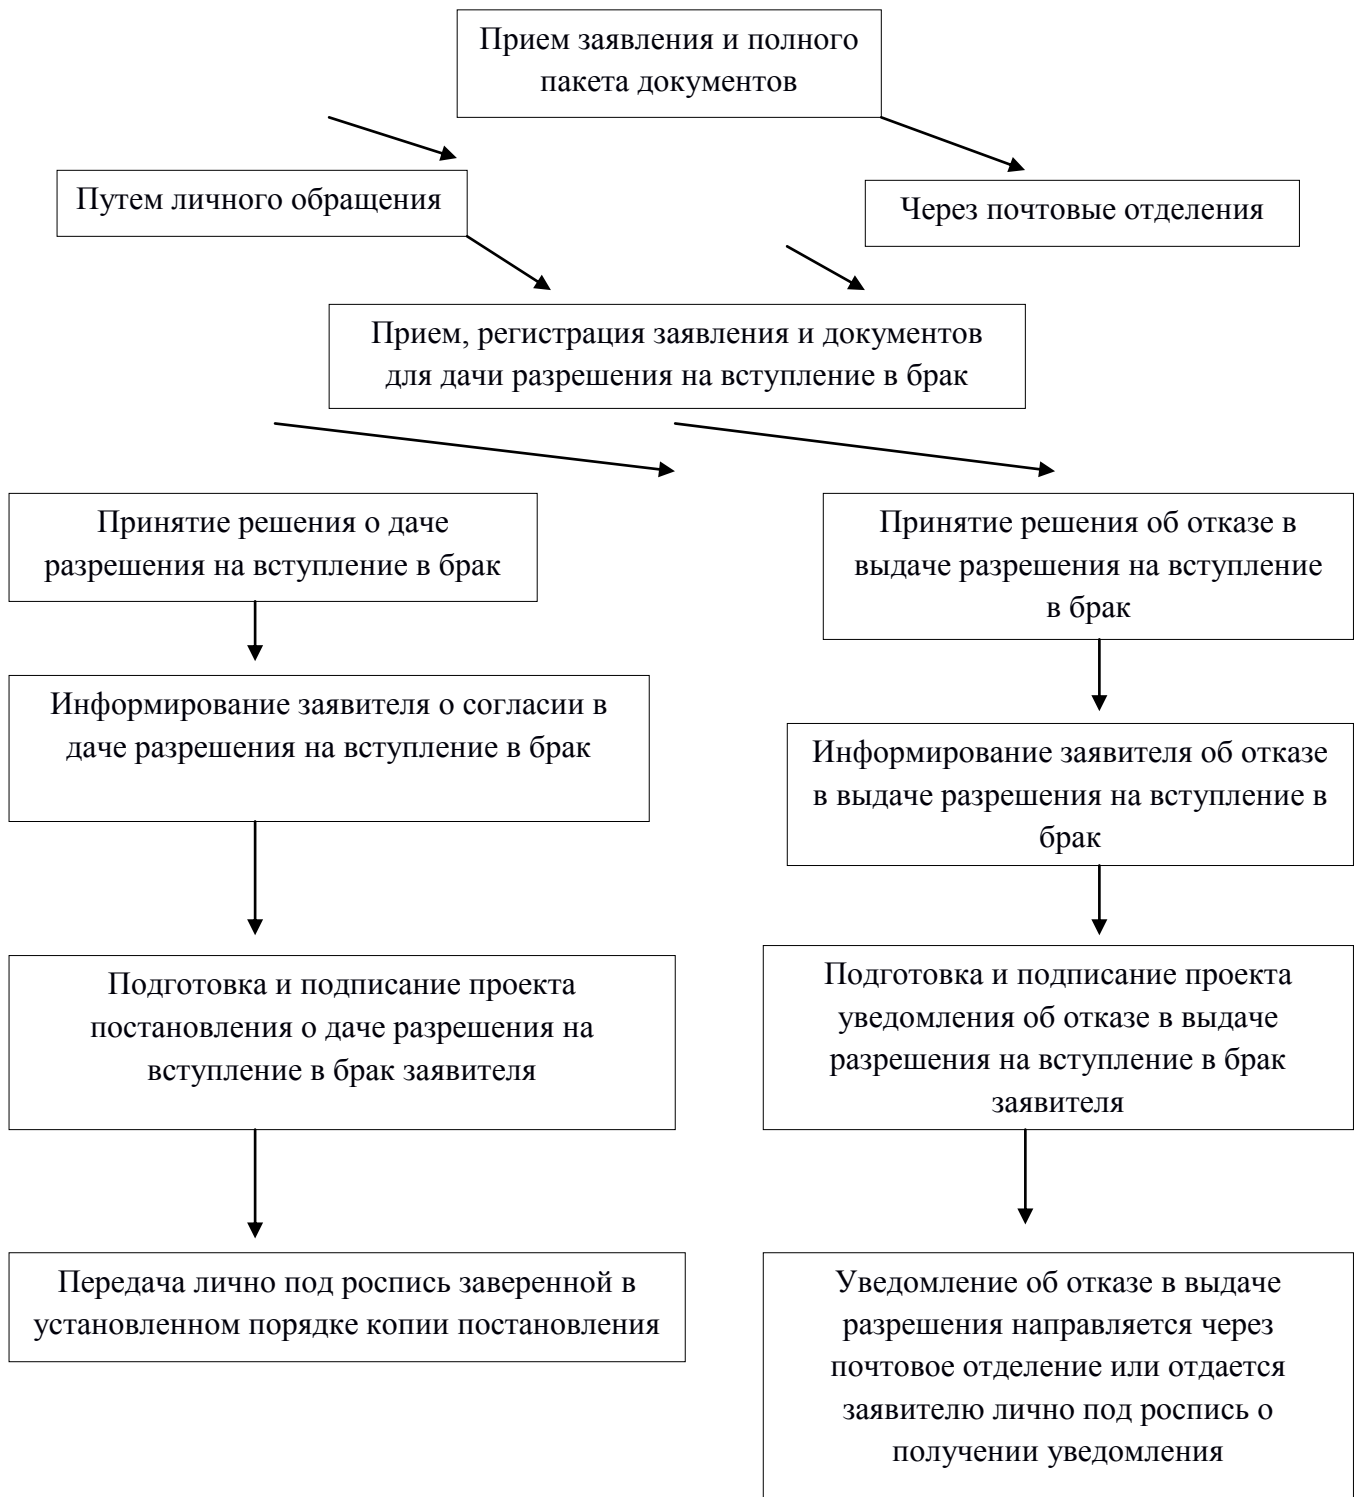 Прием заявления и полного
пакета документов
Путем личного обращения
Через почтовые отделения
Прием, регистрация заявления и документов
для дачи разрешения на вступление в брак
Принятие решения о даче
разрешения на вступление в брак
Принятие решения об отказе в
выдаче разрешения на вступление
в брак
Информирование заявителя о согласии в
даче разрешения на вступление в брак
Информирование заявителя об отказе
в выдаче разрешения на вступление в
брак
Подготовка и подписание проекта
постановления о даче разрешения на
вступление в брак заявителя
Подготовка и подписание проекта
уведомления об отказе в выдаче
разрешения на вступление в брак
заявителя
Передача лично под роспись заверенной в
установленном порядке копии постановления
Уведомление об отказе в выдаче
разрешения направляется через
почтовое отделение или отдается
заявителю лично под роспись о
получении уведомления